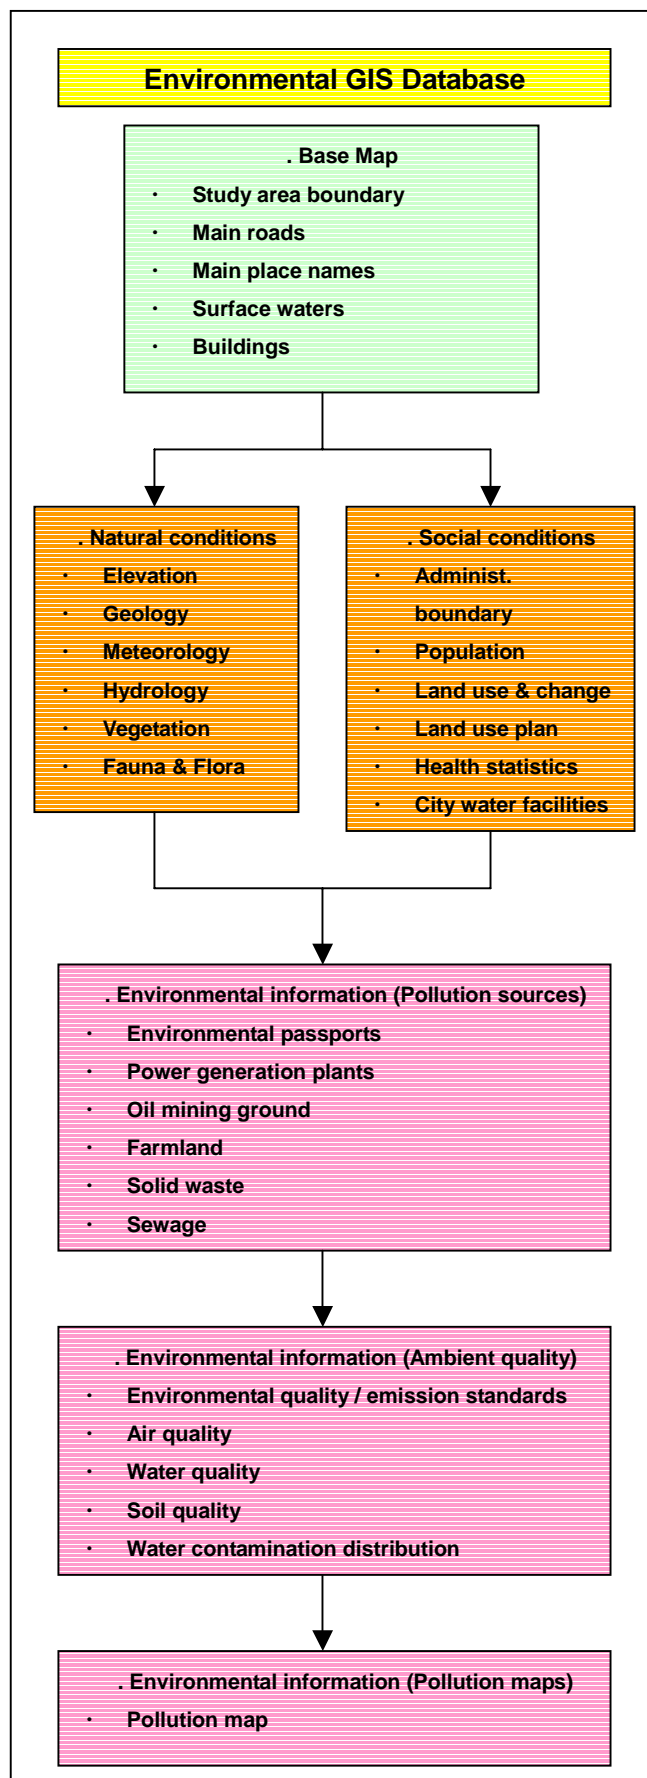 Environmental GIS Database
. Base Map
· Study area boundary
· Main roads
· Main place names
· Surface waters
· Buildings
. Natural conditions
· Elevation
· Geology
· Meteorology
· Hydrology
· Vegetation
· Fauna & Flora
. Social conditions
· Administ.
boundary
· Population
· Land use & change
· Land use plan
· Health statistics
· City water facilities
. Environmental information (Pollution sources)
· Environmental passports
· Power generation plants
· Oil mining ground
· Farmland
· Solid waste
· Sewage
. Environmental information (Ambient quality)
· Environmental quality / emission standards
· Air quality
· Water quality
· Soil quality
· Water contamination distribution
. Environmental information (Pollution maps)
· Pollution map